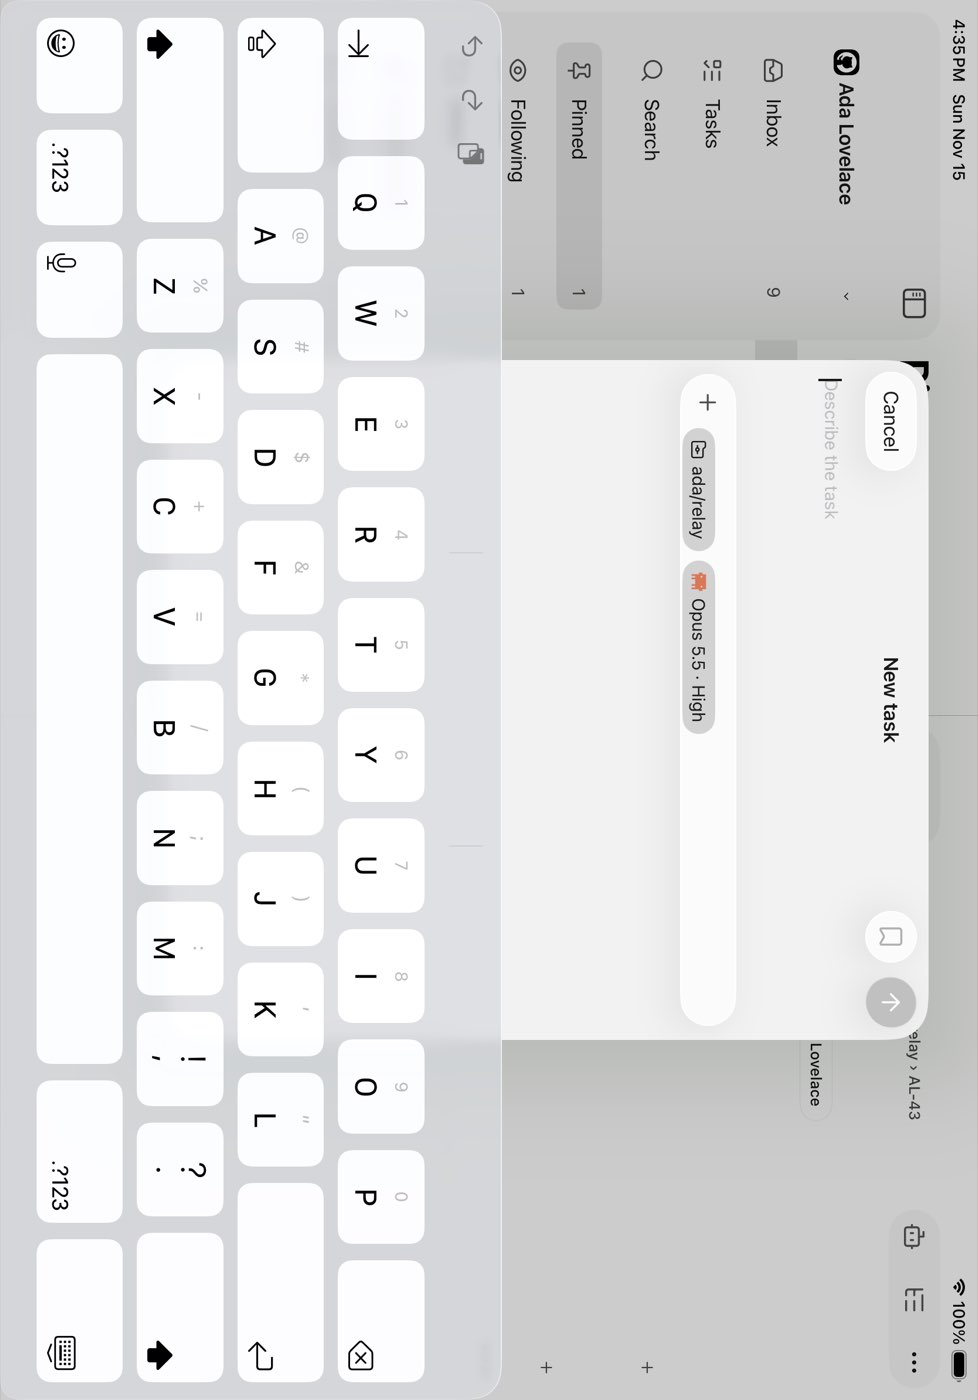 4:35 PM Sun Nov 15
100%
Ada Lovelace
Inbox 9
Tasks
Search
Pinned 1
Following 1
Cancel
New task
Describe the task
ada/relay
Opus 5.5 · High
elay › AL-43
Lovelace
1 2 3 4 5 6 7 8 9 0
Q W E R T Y U I O P
@ # $ & * ( ) ' "
A S D F G H J K L
% - + = / ; : ! ?
Z X C V B N M , .
.?123 .?123